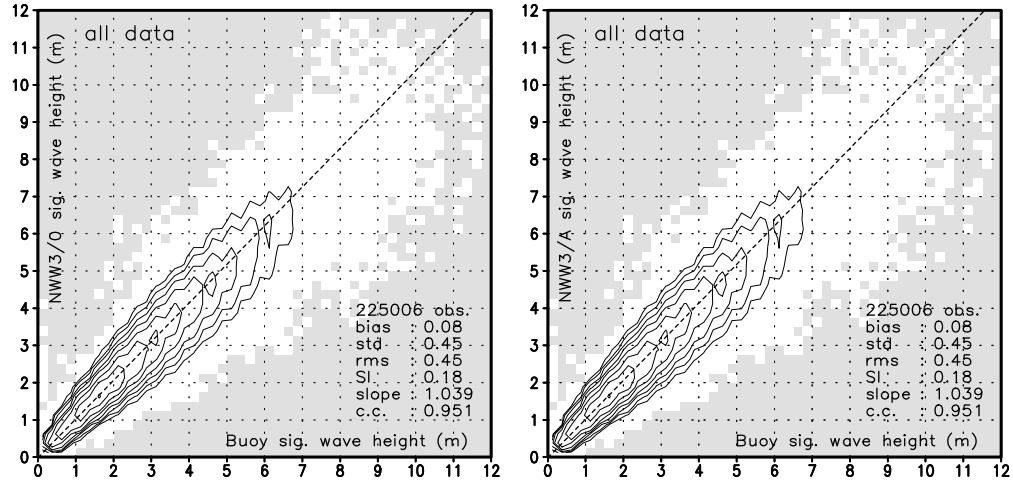 12
11
10
9
8
7
6
5
4
3
2
1
0
all data
NWW3/O sig. wave height (m)
225006 obs.
bias : 0.08
std : 0.45
rms : 0.45
SI : 0.18
slope : 1.039
c.c. : 0.951
Buoy sig. wave height (m)
0 1 2 3 4 5 6 7 8 9 10 11 12
12
11
10
9
8
7
6
5
4
3
2
1
0
all data
NWW3/A sig. wave height (m)
225006 obs.
bias : 0.08
std : 0.45
rms : 0.45
SI : 0.18
slope : 1.039
c.c. : 0.951
Buoy sig. wave height (m)
0 1 2 3 4 5 6 7 8 9 10 11 12